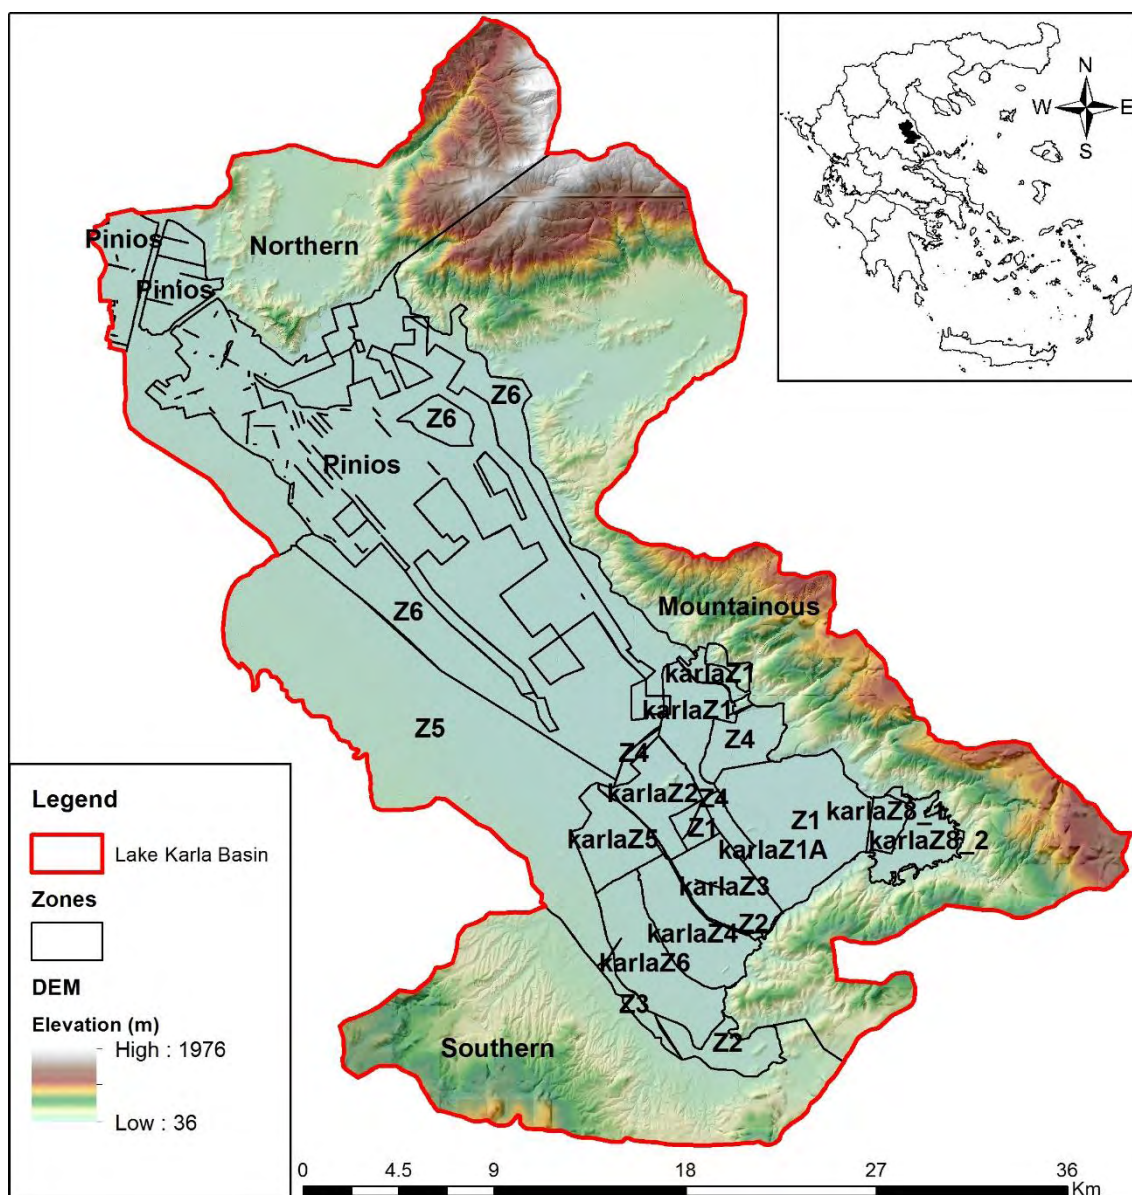 N
W E
S
Pinios
Northern
Pinios
Z6
Z6
Pinios
Z6
Mountainous
karlaZ1
karlaZ1
Z5
Z4
Z4
karlaZ2
Z4
karlaZ8_1
Z1
Z1
karlaZ5
karlaZ8_2
karlaZ1A
karlaZ3
Z2
karlaZ4
karlaZ6
Z3
Z2
Southern
Legend
Lake Karla Basin
Zones
DEM
Elevation (m)
High : 1976
Low : 36
0 4.5 9 18 27 36
Km